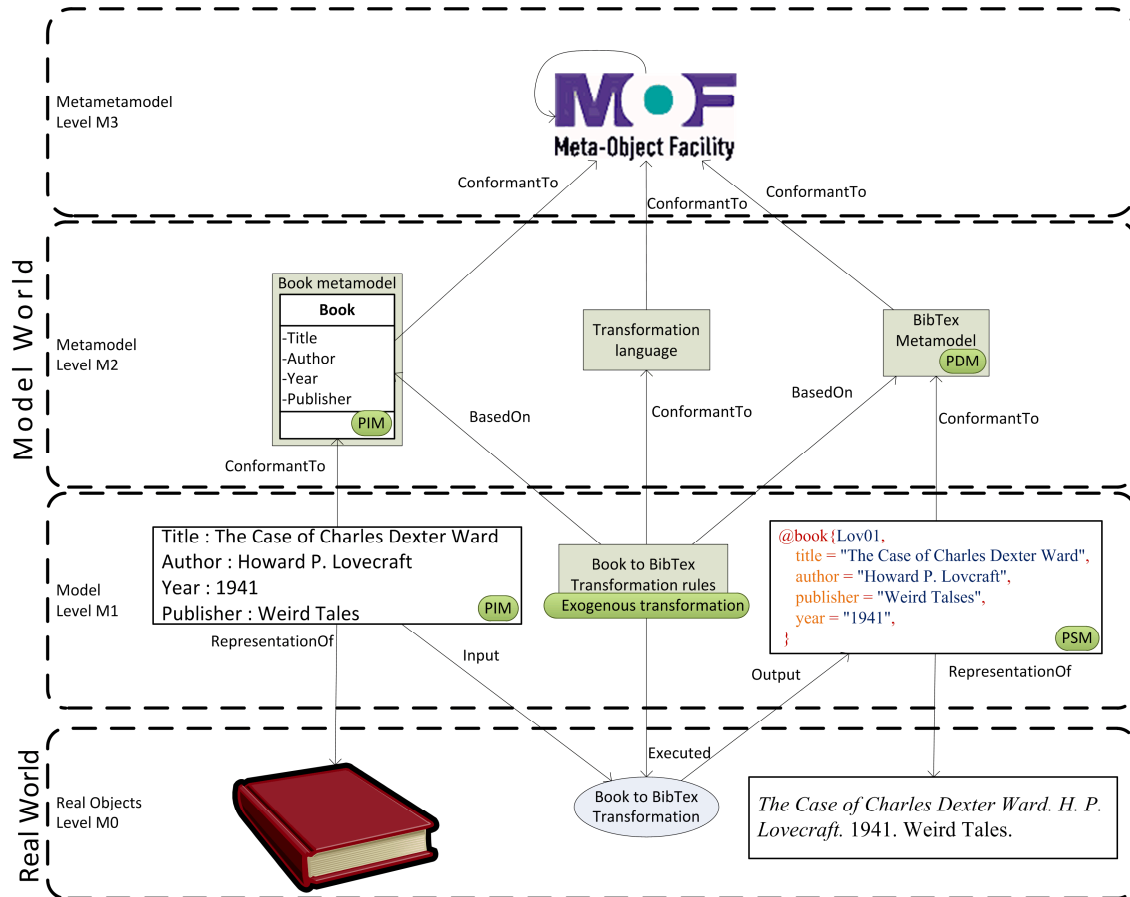 Model World
Real World
Metametamodel
Level M3
MOF
Meta-Object Facility
ConformantTo
ConformantTo
ConformantTo
Metamodel
Level M2
Book metamodel
Book
-Title
-Author
-Year
-Publisher
PIM
Transformation
language
BibTex
Metamodel
PDM
BasedOn
ConformantTo
BasedOn
ConformantTo
ConformantTo
Model
Level M1
Title : The Case of Charles Dexter Ward
Author : Howard P. Lovecraft
Year : 1941
Publisher : Weird Tales
PIM
Book to BibTex
Transformation rules
Exogenous transformation
@book{Lov01,
title = "The Case of Charles Dexter Ward",
author = "Howard P. Lovcraft",
publisher = "Weird Talses",
year = "1941",
}
PSM
RepresentationOf
Input
Output
RepresentationOf
Executed
Real Objects
Level M0
Book to BibTex
Transformation
The Case of Charles Dexter Ward. H. P.
Lovecraft. 1941. Weird Tales.